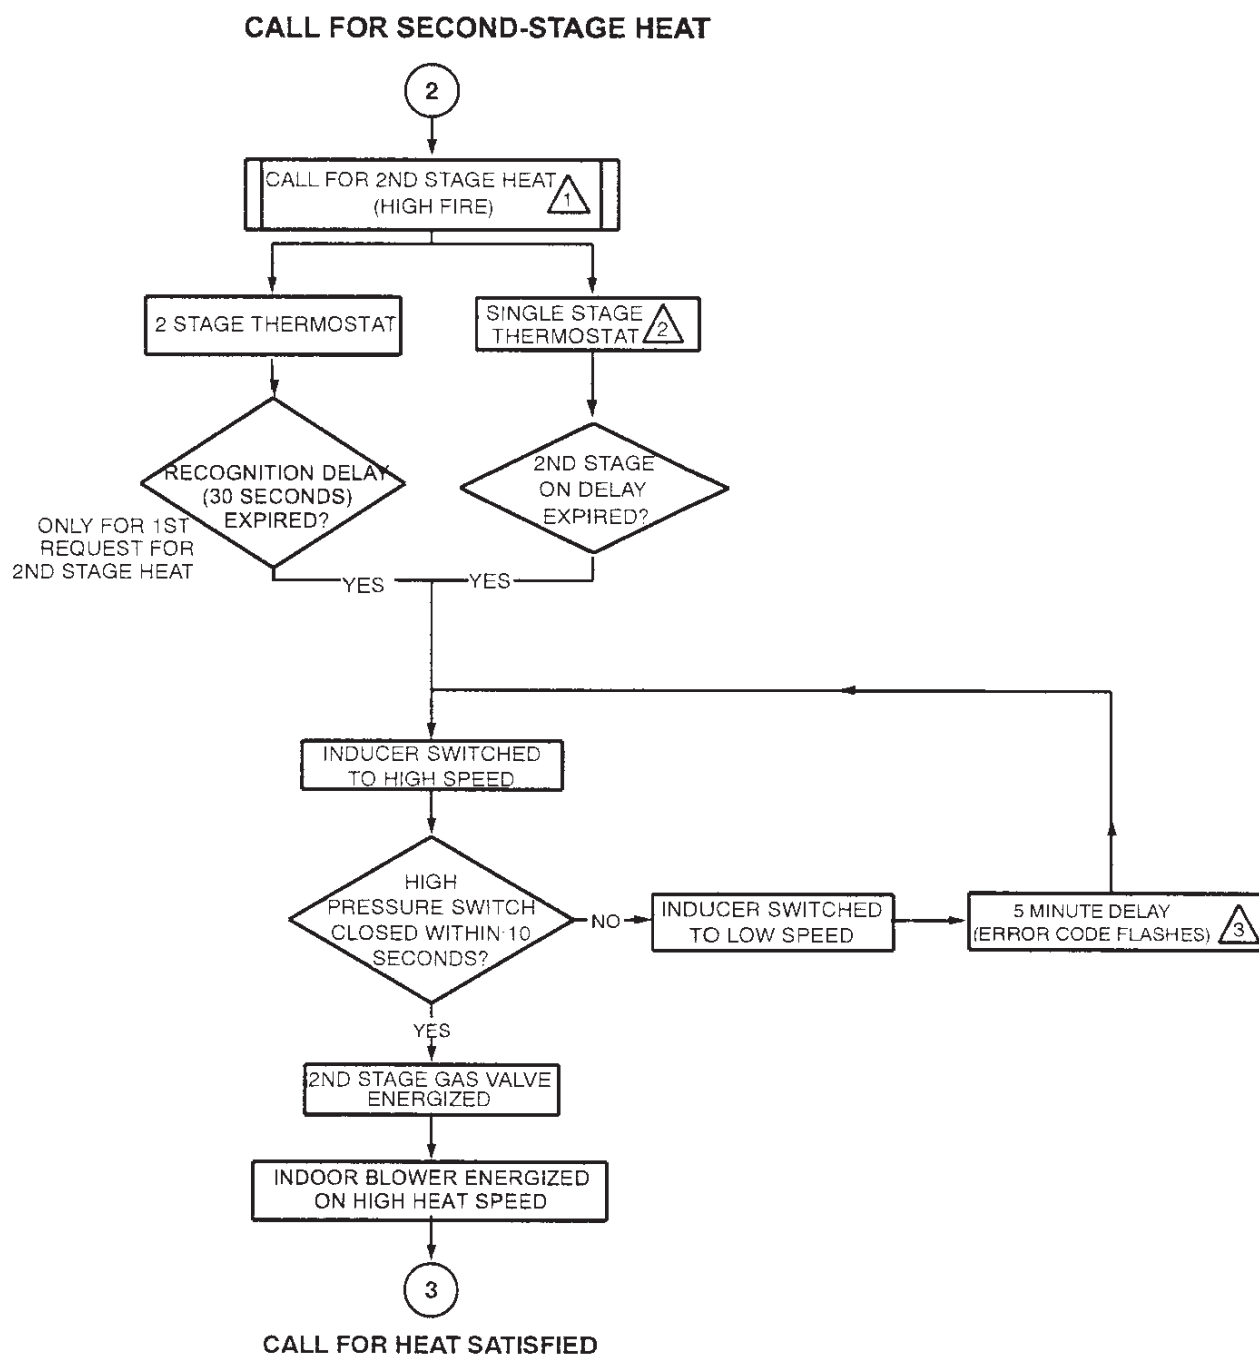 CALL FOR SECOND-STAGE HEAT
2
CALL FOR 2ND STAGE HEAT
(HIGH FIRE)
1
2 STAGE THERMOSTAT
SINGLE STAGE
THERMOSTAT
2
RECOGNITION DELAY
(30 SECONDS)
EXPIRED?
ONLY FOR 1ST
REQUEST FOR
2ND STAGE HEAT
2ND STAGE
ON DELAY
EXPIRED?
YES
YES
INDUCER SWITCHED
TO HIGH SPEED
HIGH
PRESSURE SWITCH
CLOSED WITHIN 10
SECONDS?
NO
INDUCER SWITCHED
TO LOW SPEED
5 MINUTE DELAY
(ERROR CODE FLASHES)
3
YES
2ND STAGE GAS VALVE
ENERGIZED
INDOOR BLOWER ENERGIZED
ON HIGH HEAT SPEED
3
CALL FOR HEAT SATISFIED